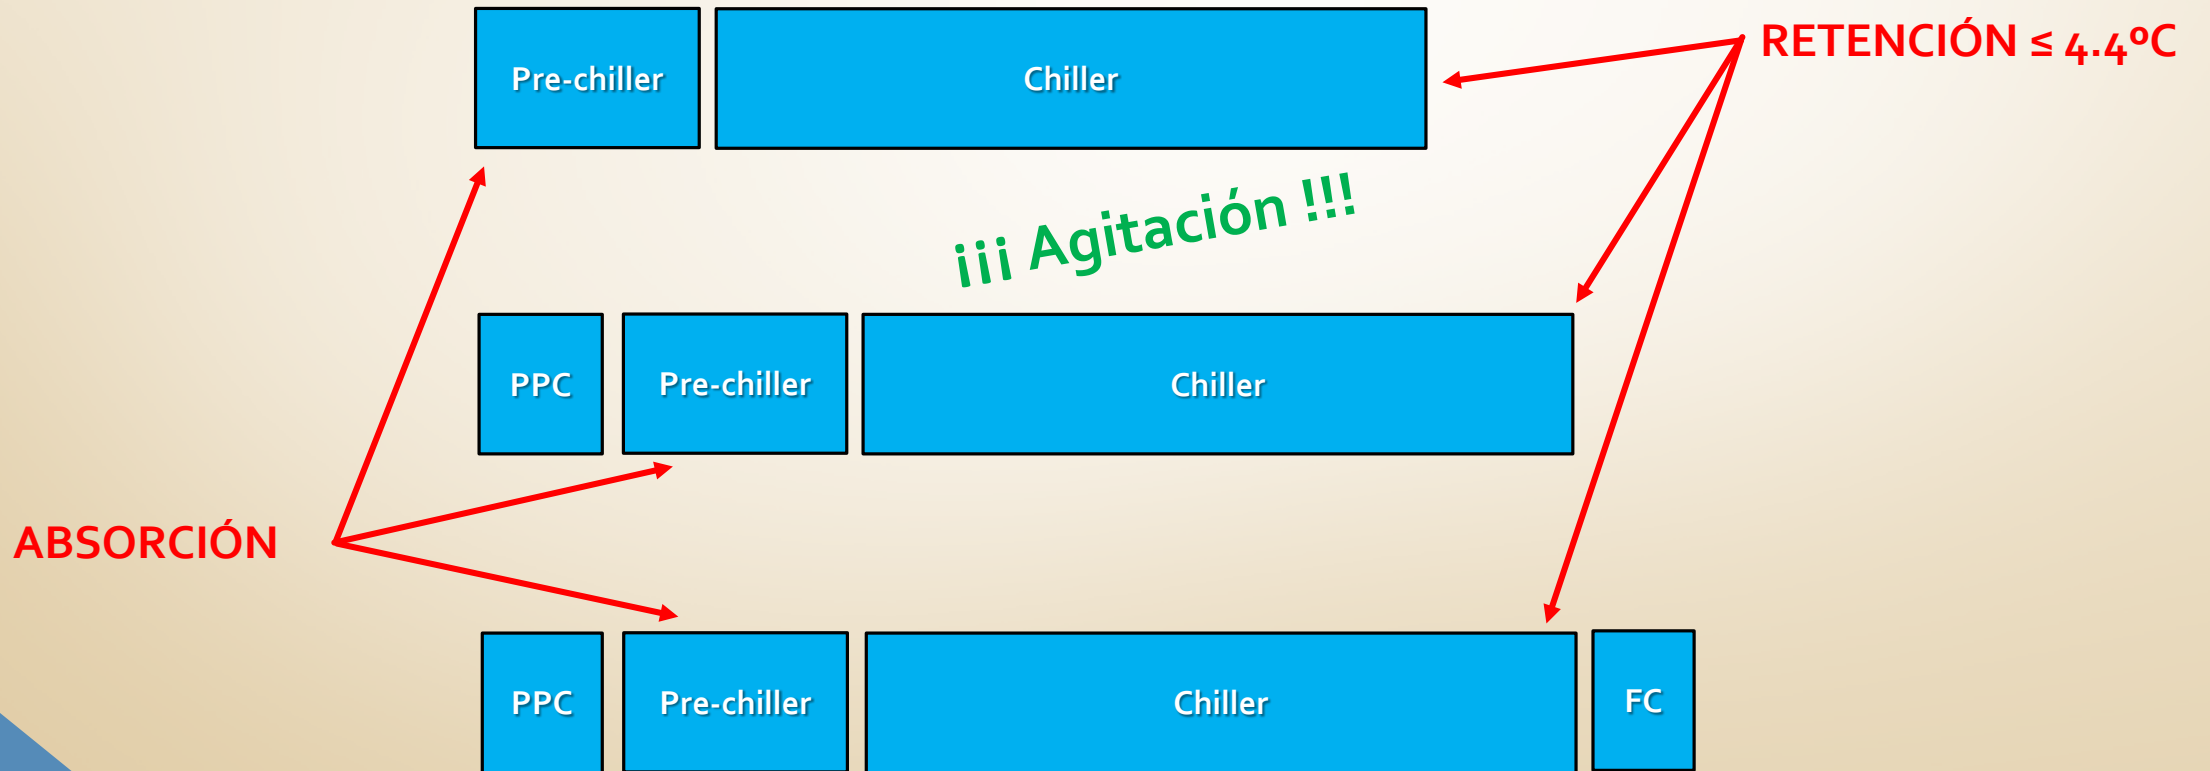 RETENCIÓN ≤ 4.4ºC
Pre-chiller
Chiller
¡¡¡ Agitación !!!
PPC
Pre-chiller
Chiller
ABSORCIÓN
PPC
Pre-chiller
Chiller
FC